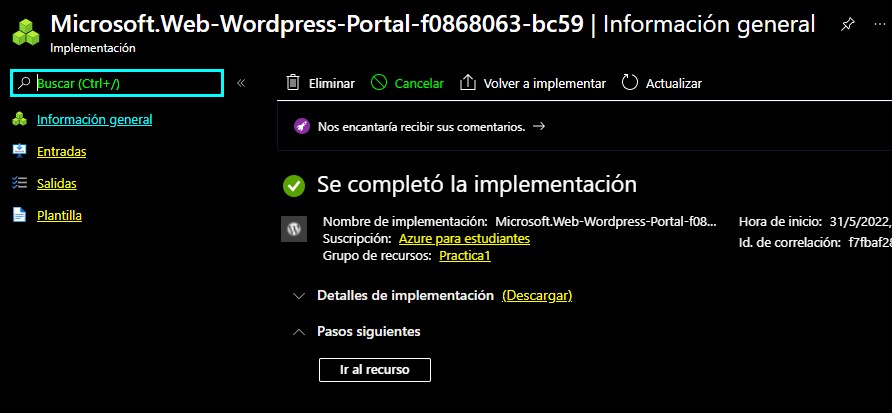 Microsoft.Web-Wordpress-Portal-f0868063-bc59 | Información general
Implementación
Buscar (Ctrl+/)
Eliminar
Cancelar
Volver a implementar
Actualizar
Información general
Entradas
Salidas
Plantilla
Nos encantaría recibir sus comentarios.
Se completó la implementación
Nombre de implementación: Microsoft.Web-Wordpress-Portal-f08...
Suscripción: Azure para estudiantes
Grupo de recursos: Practica1
Hora de inicio: 31/5/2022,
Id. de correlación: f7fbaf28
Detalles de implementación (Descargar)
Pasos siguientes
Ir al recurso